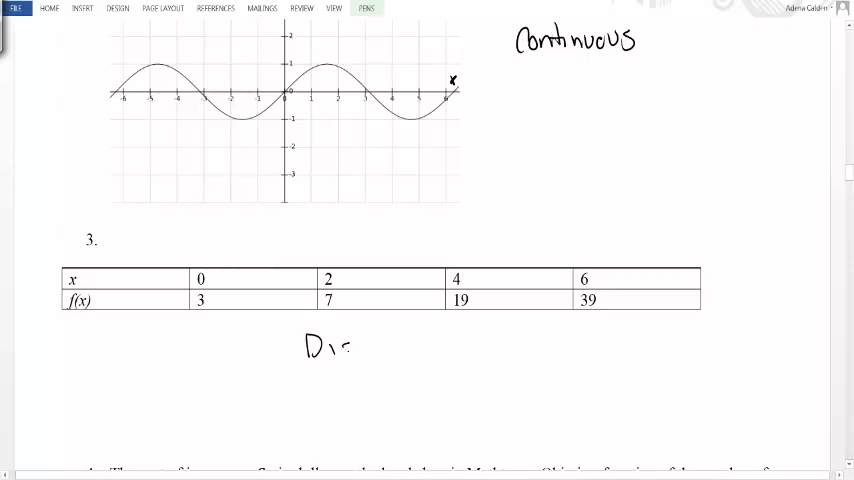 FILE HOME INSERT DESIGN PAGE LAYOUT REFERENCES MAILINGS REVIEW VIEW PENS
continuous
2
1
x
0
-6 -5 -4 -3 -2 -1 0 1 2 3 4 5 6
-1
-2
-3
3.
x 0 2 4 6
f(x) 3 7 19 39